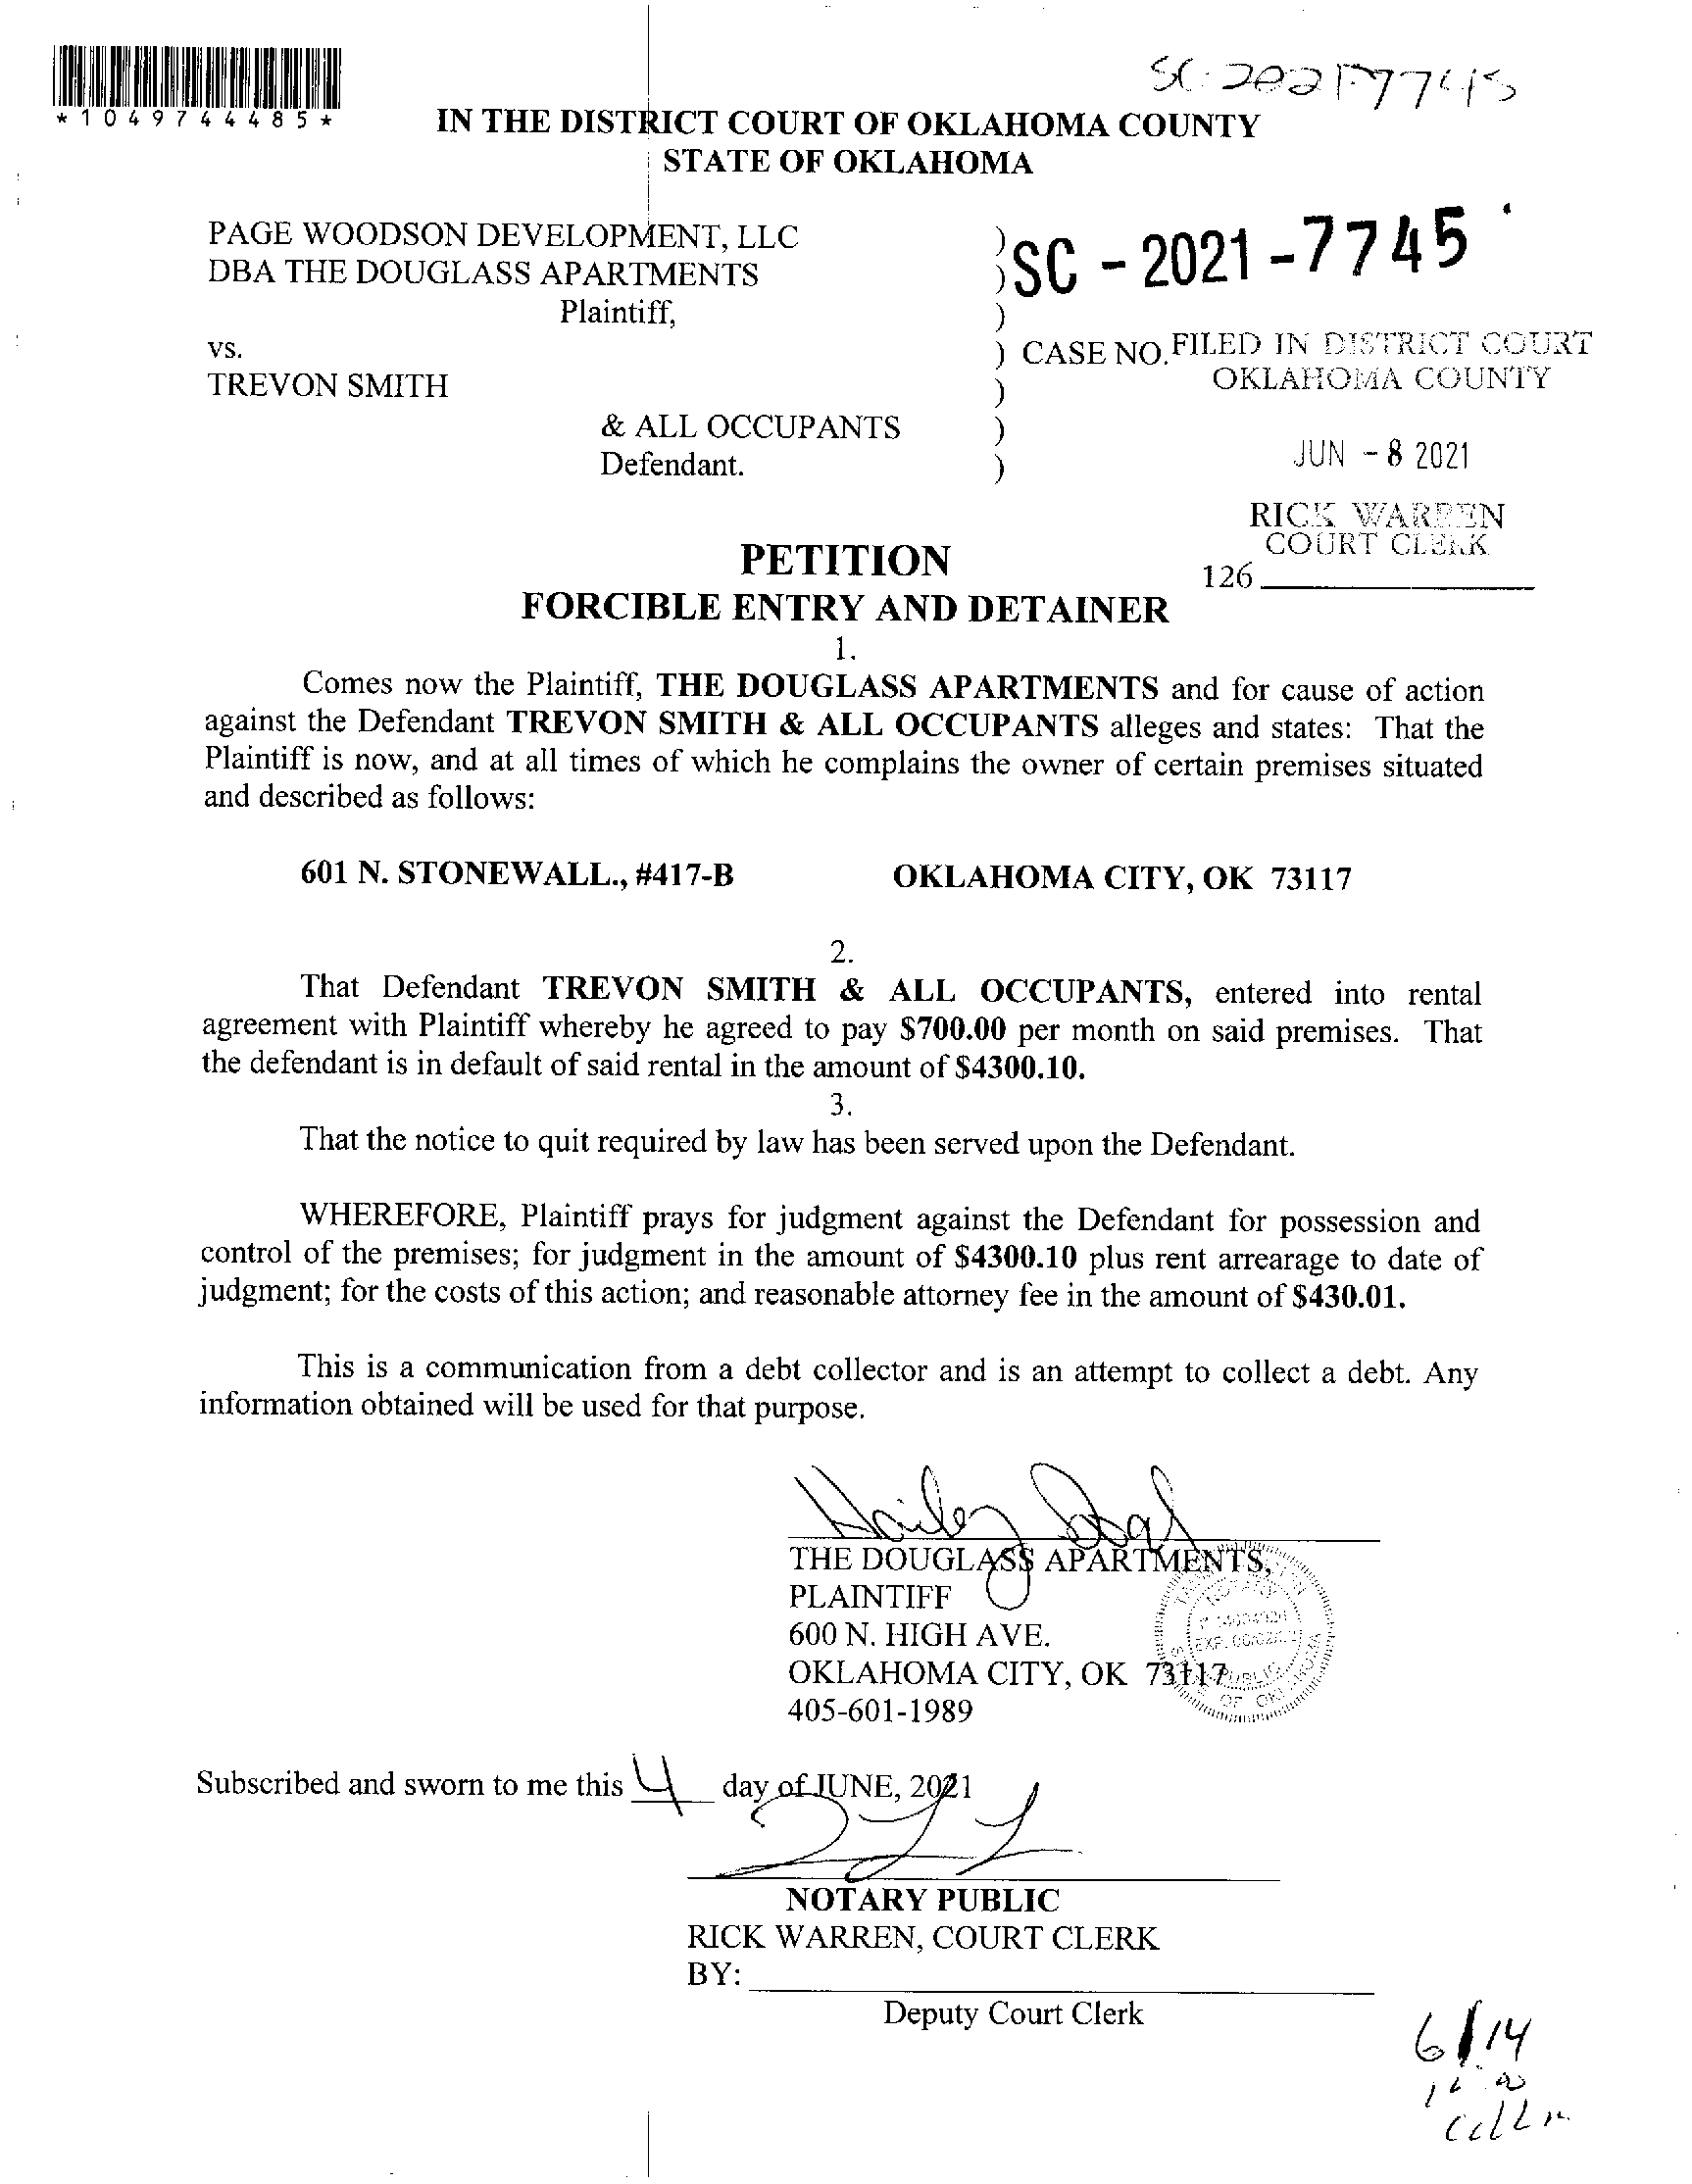 SC-2021-7745
*1049744485*
IN THE DISTRICT COURT OF OKLAHOMA COUNTY
STATE OF OKLAHOMA
PAGE WOODSON DEVELOPMENT, LLC
DBA THE DOUGLASS APARTMENTS
Plaintiff,
vs.
TREVON SMITH
& ALL OCCUPANTS
Defendant.
)
)
)
)
)
)
)
SC - 2021 - 7745
CASE NO.
FILED IN DISTRICT COURT
OKLAHOMA COUNTY
JUN - 8 2021
RICK WARREN
COURT CLERK
126
PETITION
FORCIBLE ENTRY AND DETAINER
1.
Comes now the Plaintiff, THE DOUGLASS APARTMENTS and for cause of action
against the Defendant TREVON SMITH & ALL OCCUPANTS alleges and states: That the
Plaintiff is now, and at all times of which he complains the owner of certain premises situated
and described as follows:
601 N. STONEWALL., #417-B OKLAHOMA CITY, OK 73117
2.
That Defendant TREVON SMITH & ALL OCCUPANTS, entered into rental
agreement with Plaintiff whereby he agreed to pay $700.00 per month on said premises. That
the defendant is in default of said rental in the amount of $4300.10.
3.
That the notice to quit required by law has been served upon the Defendant.
WHEREFORE, Plaintiff prays for judgment against the Defendant for possession and
control of the premises; for judgment in the amount of $4300.10 plus rent arrearage to date of
judgment; for the costs of this action; and reasonable attorney fee in the amount of $430.01.
This is a communication from a debt collector and is an attempt to collect a debt. Any
information obtained will be used for that purpose.
Hailey
THE DOUGLASS APARTMENTS,
PLAINTIFF
600 N. HIGH AVE.
OKLAHOMA CITY, OK 73117
405-601-1989
NOTARY
EXP.
PUBLIC
OF
Subscribed and sworn to me this 4 day of JUNE, 2021
NOTARY PUBLIC
RICK WARREN, COURT CLERK
BY:
Deputy Court Clerk
6/14